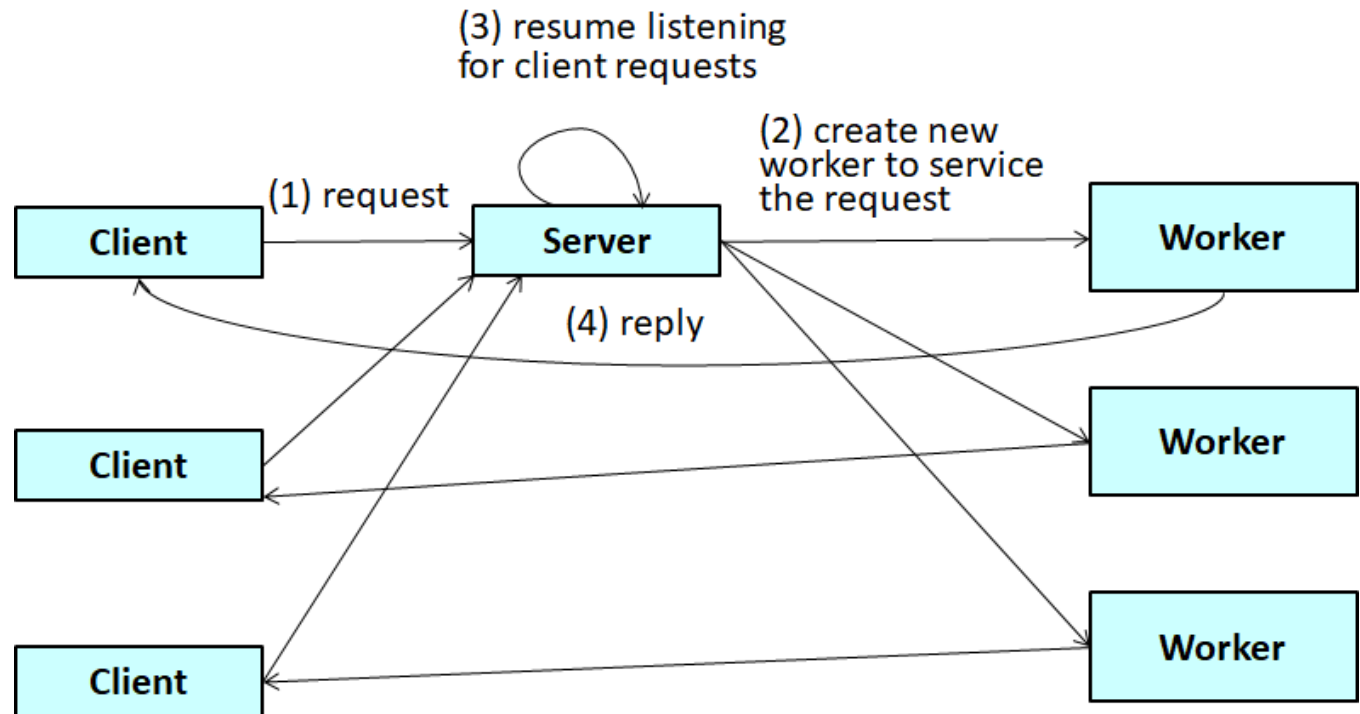 (3) resume listening
for client requests
(2) create new
worker to service
the request
(1) request
Client
Server
Worker
(4) reply
Client
Worker
Client
Worker